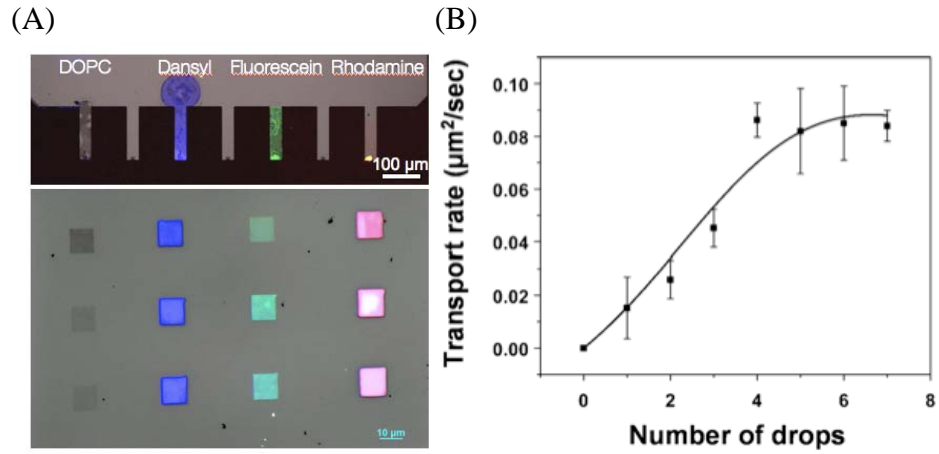 (A)
DOPC Dansyl Fluorescein Rhodamine
100 µm
10 µm
(B)
Transport rate (µm²/sec)
0.10
0.08
0.06
0.04
0.02
0.00
0 2 4 6 8
Number of drops